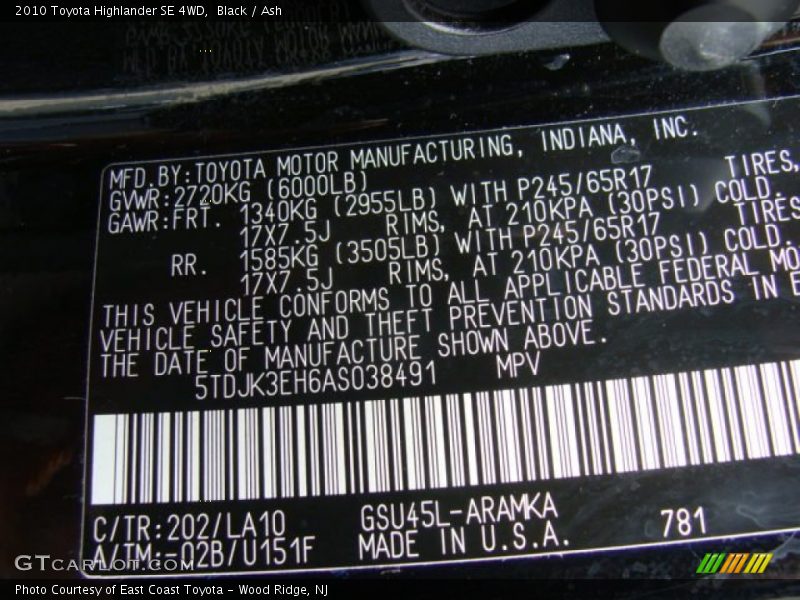 2010 Toyota Highlander SE 4WD, Black / Ash
MFD.BY:TOYOTA MOTOR MANUFACTURING, INDIANA, INC.
GVWR:2720KG (6000LB)
GAWR:FRT. 1340KG (2955LB) WITH P245/65R17 TIRES,
17X7.5J RIMS, AT 210KPA (30PSI) COLD.
RR. 1585KG (3505LB) WITH P245/65R17 TIRES
17X7.5J RIMS, AT 210KPA (30PSI) COLD.
THIS VEHICLE CONFORMS TO ALL APPLICABLE FEDERAL MO
VEHICLE SAFETY AND THEFT PREVENTION STANDARDS IN E
THE DATE OF MANUFACTURE SHOWN ABOVE.
5TDJK3EH6AS038491 MPV
C/TR:202/LA10 GSU45L-ARAMKA 781
A/TM:-02B/U151F MADE IN U.S.A.
GTcarlot.com
Photo Courtesy of East Coast Toyota - Wood Ridge, NJ